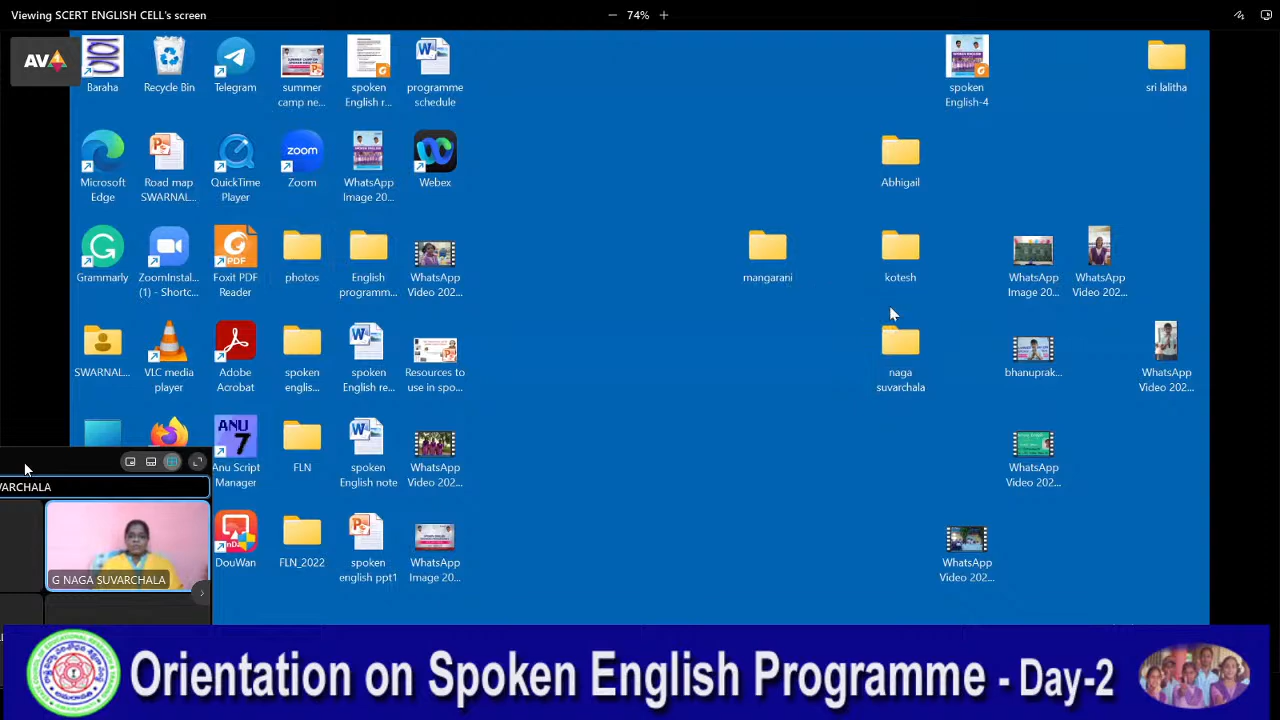 Viewing SCERT ENGLISH CELL's screen
74%
Baraha
Recycle Bin
Telegram
summer
camp ne...
spoken
English r...
programme
schedule
spoken
English-4
sri lalitha
Microsoft
Edge
Road map
SWARNAL...
QuickTime
Player
zoom
Zoom
WhatsApp
Image 20...
Webex
Abhigail
Grammarly
ZoomInstal...
(1) - Shortc...
PDF
Foxit PDF
Reader
photos
English
programm...
WhatsApp
Video 202...
mangarani
kotesh
WhatsApp
Image 20...
WhatsApp
Video 202...
SWARNAL...
VLC media
player
Adobe
Acrobat
spoken
englis...
spoken
English re...
Resources to
use in spo...
naga
suvarchala
bhanuprak...
WhatsApp
Video 202...
ANU
7
Anu Script
Manager
FLN
spoken
English note
WhatsApp
Video 202...
WhatsApp
Video 202...
VARCHALA
G NAGA SUVARCHALA
DouWan
FLN_2022
spoken
english ppt1
WhatsApp
Image 20...
WhatsApp
Video 202...
Orientation on Spoken English Programme - Day-2